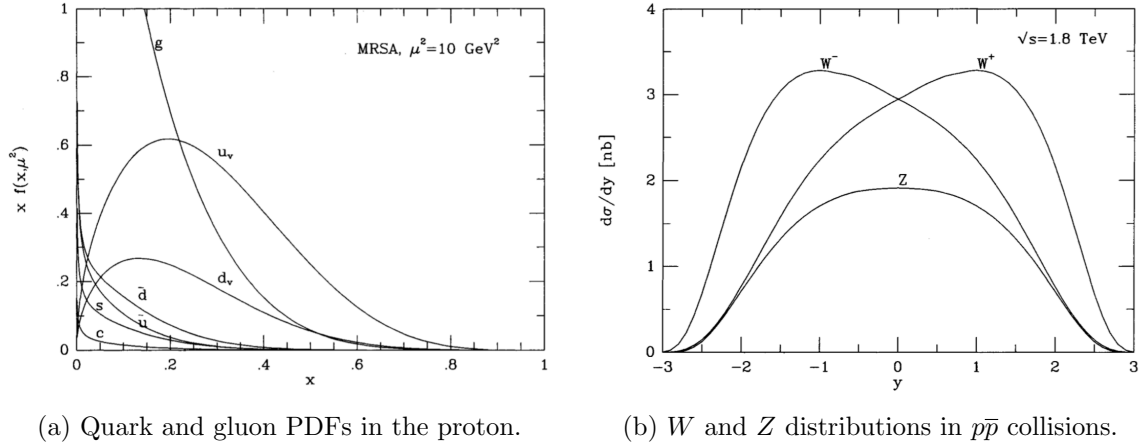 1
.8
.6
.4
.2
0
x f(x,μ²)
g
MRSA, μ²=10 GeV²
u_v
d_v
d̄
s
ū
c
0 .2 .4 .6 .8 1
x
(a) Quark and gluon PDFs in the proton.
4
3
2
1
0
dσ/dy [nb]
√s=1.8 TeV
W⁻ W⁺
Z
−3 −2 −1 0 1 2 3
y
(b) W and Z distributions in pp̄ collisions.